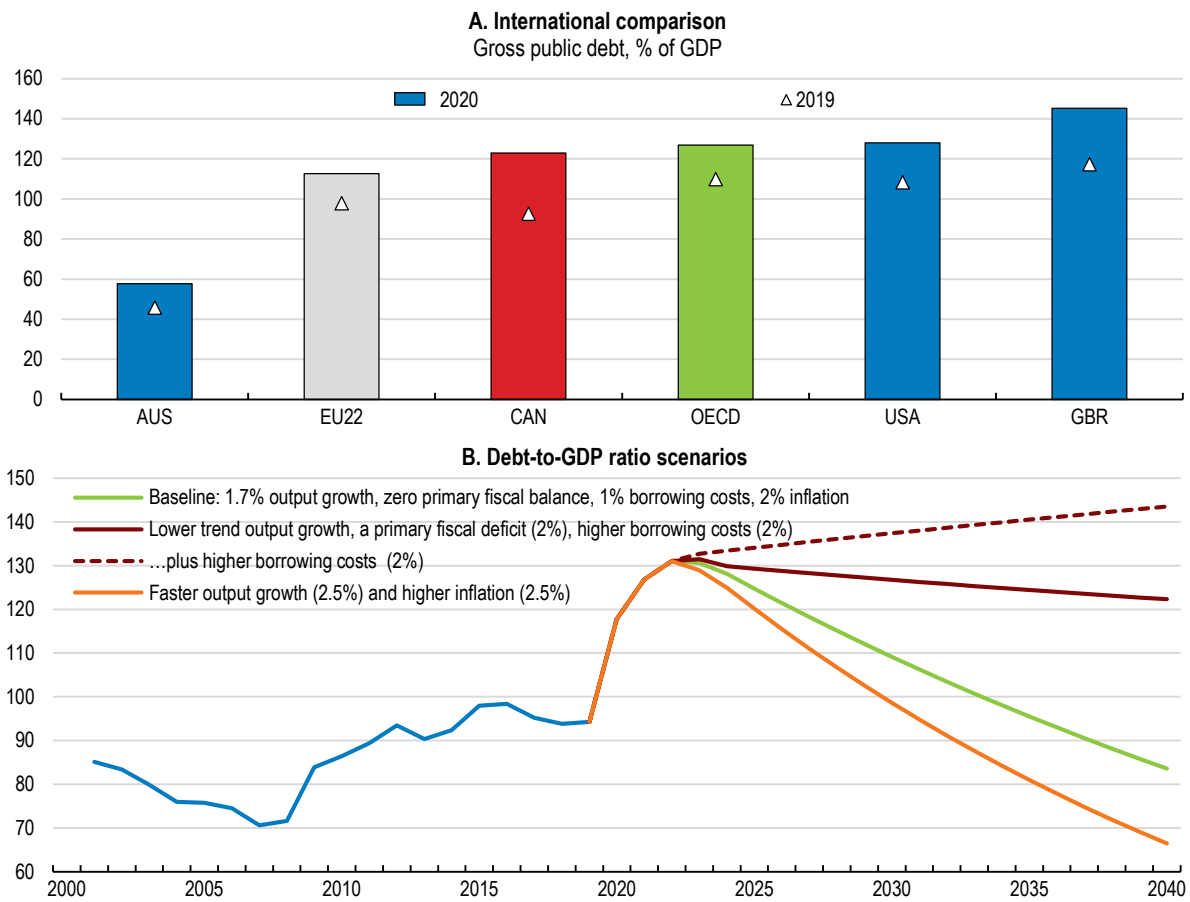 A. International comparison
Gross public debt, % of GDP
160
140
120
100
80
60
40
20
0
2020
2019
AUS
EU22
CAN
OECD
USA
GBR
B. Debt-to-GDP ratio scenarios
150
140
130
120
110
100
90
80
70
60
Baseline: 1.7% output growth, zero primary fiscal balance, 1% borrowing costs, 2% inflation
Lower trend output growth, a primary fiscal deficit (2%), higher borrowing costs (2%)
…plus higher borrowing costs (2%)
Faster output growth (2.5%) and higher inflation (2.5%)
2000
2005
2010
2015
2020
2025
2030
2035
2040